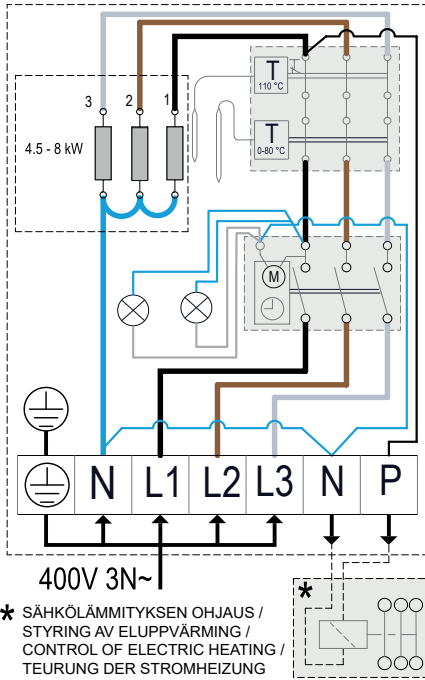 3 2 1
T
110 °C
4.5 - 8 kW
T
0-80 °C
M
N L1 L2 L3 N P
400V 3N~
*
* SÄHKÖLÄMMITYKSEN OHJAUS /
STYRING AV ELUPPVÄRMING /
CONTROL OF ELECTRIC HEATING /
TEURUNG DER STROMHEIZUNG